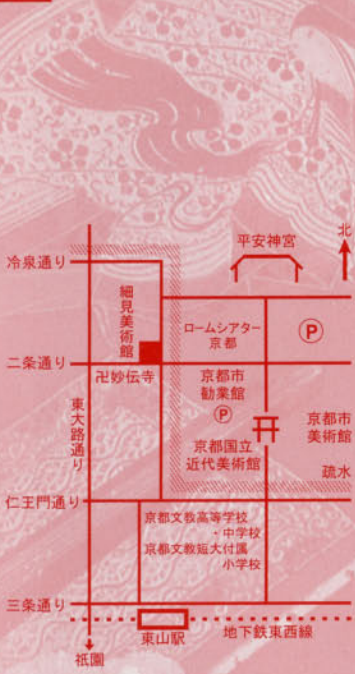 北
平安神宮
冷泉通り
細見美術館
ロームシアター
京都
Ⓟ
二条通り
卍妙伝寺
京都市
勧業館
Ⓟ
東大路通り
京都国立
近代美術館
京都市
美術館
疏水
仁王門通り
京都文教高等学校
・中学校
京都文教短大付属
小学校
三条通り
東山駅
地下鉄東西線
祇園